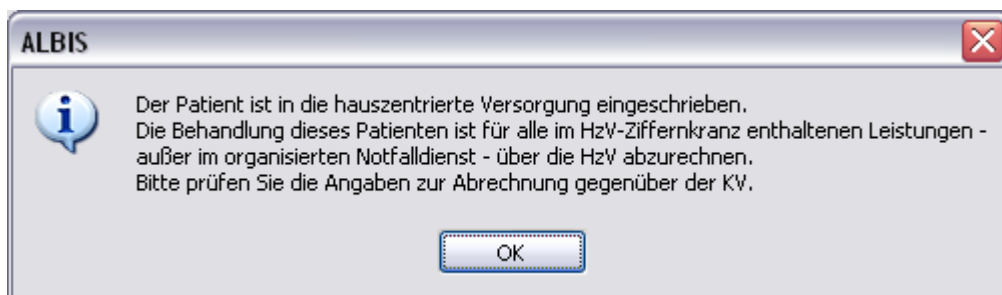 ALBIS
Der Patient ist in die hauszentrierte Versorgung eingeschrieben.
Die Behandlung dieses Patienten ist für alle im HzV-Ziffernkranz enthaltenen Leistungen -
außer im organisierten Notfalldienst - über die HzV abzurechnen.
Bitte prüfen Sie die Angaben zur Abrechnung gegenüber der KV.
OK